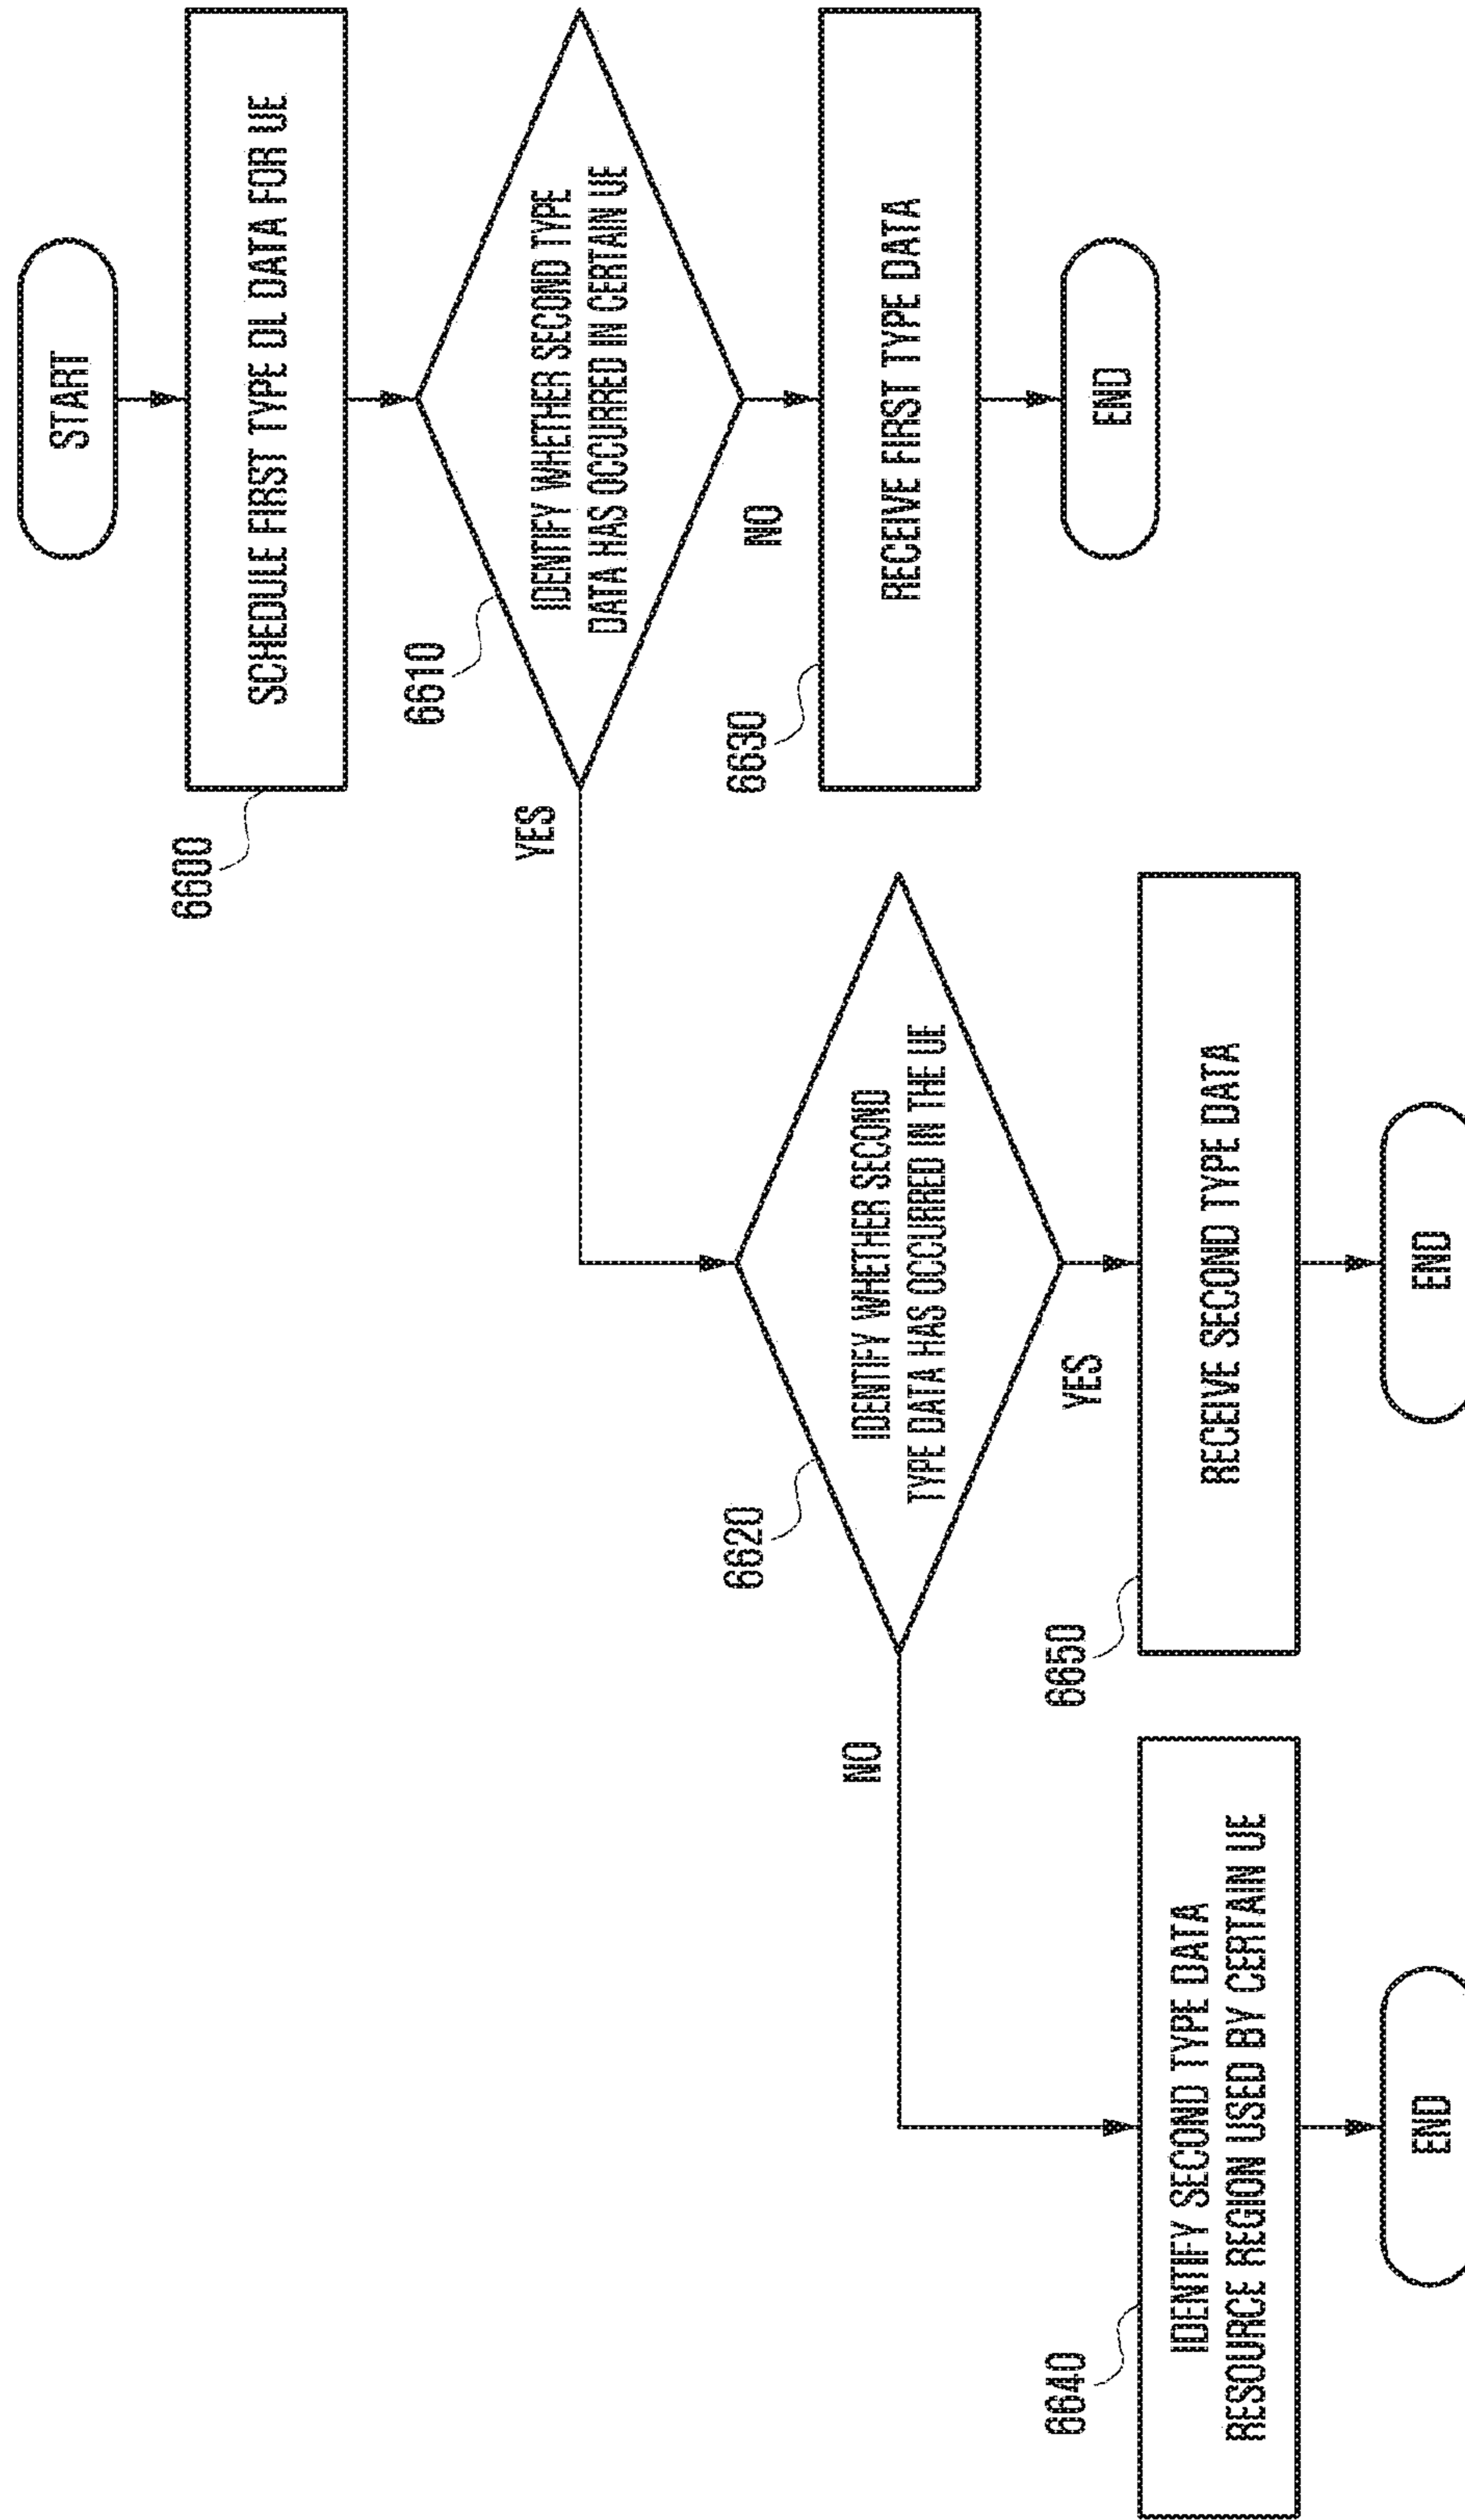 START
6600
SCHEDULE FIRST TYPE DL DATA FOR UE
6610
IDENTIFY WHETHER SECOND TYPE
DATA HAS OCCURRED IN CERTAIN UE
YES
NO
6620
IDENTIFY WHETHER SECOND
TYPE DATA HAS OCCURRED IN THE UE
6630
RECEIVE FIRST TYPE DATA
NO
YES
END
6640
IDENTIFY SECOND TYPE DATA
RESOURCE REGION USED BY CERTAIN UE
6650
RECEIVE SECOND TYPE DATA
END
END